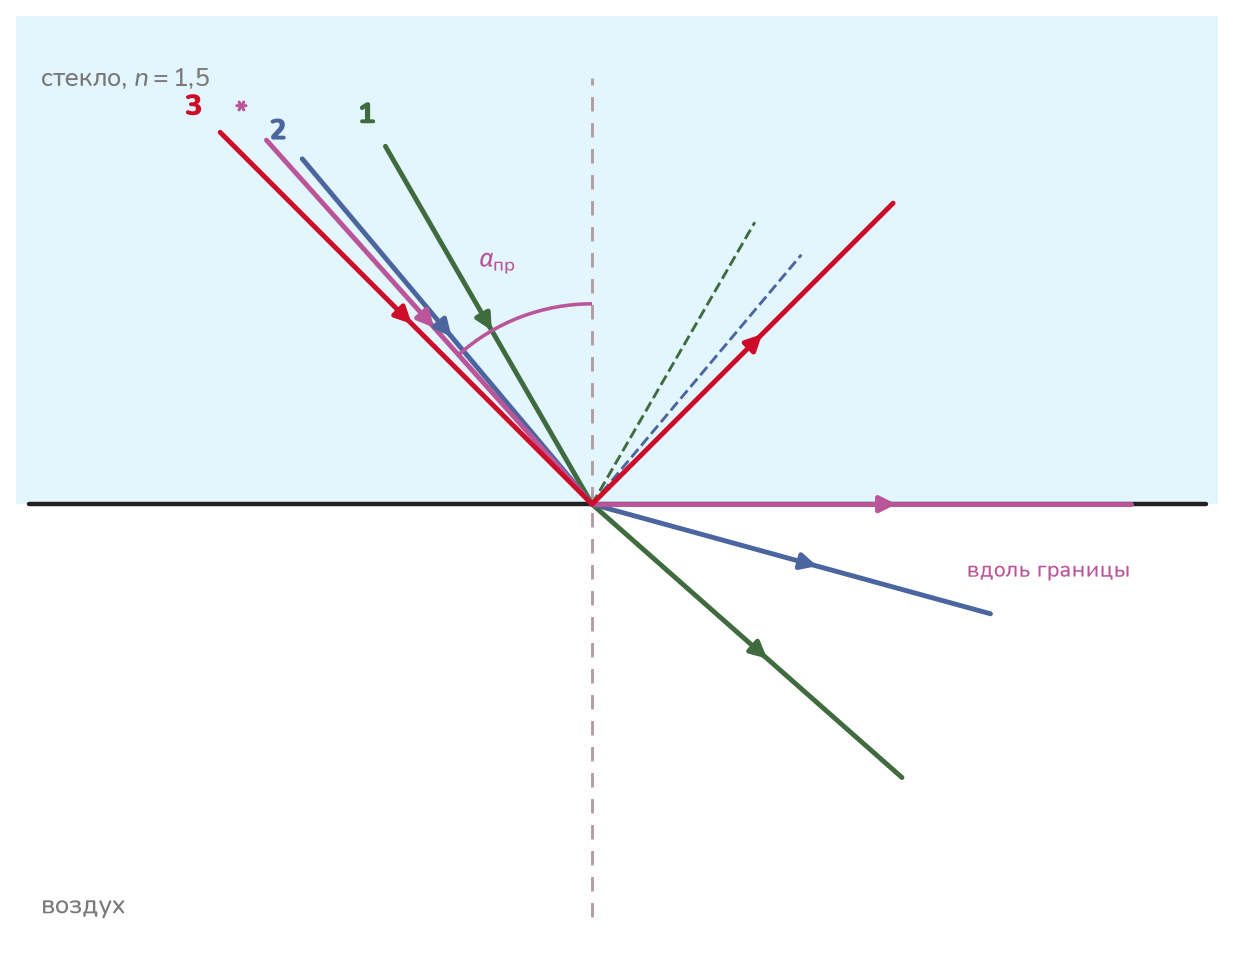 стекло, n = 1,5
3 * 2 1
αпр
вдоль границы
воздух